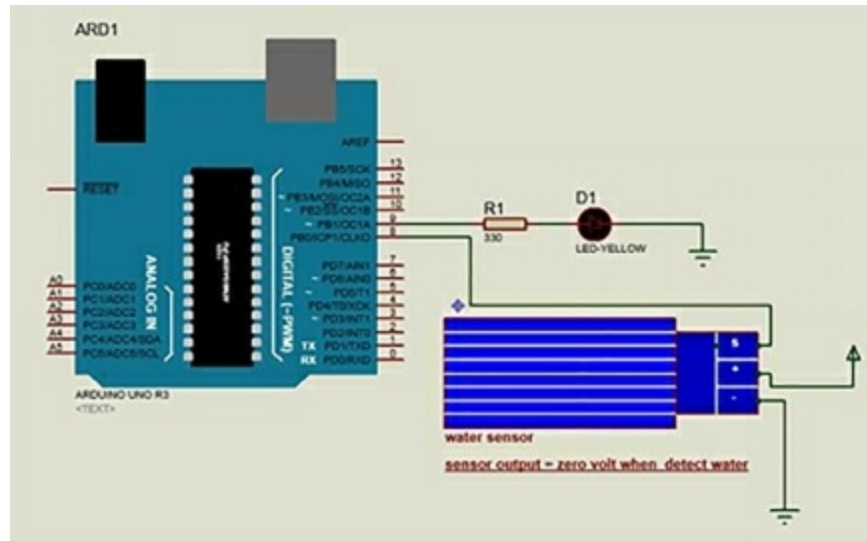 ARD1
RESET
AREF
PB5/SCK 13
PB4/MISO 12
~PB3/MOSI/OC2A 11
~PB2/SS/OC1B 10
~PB1/OC1A 9
PB0/ICP1/CLKO 8
PD7/AIN1 7
~PD6/AIN0 6
~PD5/T1 5
PD4/T0/XCK 4
~PD3/INT1 3
PD2/INT0 2
TX PD1/TXD 1
RX PD0/RXD 0
A0 PC0/ADC0
A1 PC1/ADC1
A2 PC2/ADC2
A3 PC3/ADC3
A4 PC4/ADC4/SDA
A5 PC5/ADC5/SCL
ANALOG IN
DIGITAL (~PWM)
ARDUINO UNO R3
<TEXT>
R1
330
D1
LED-YELLOW
S
+
-
water sensor
sensor output = zero volt when detect water